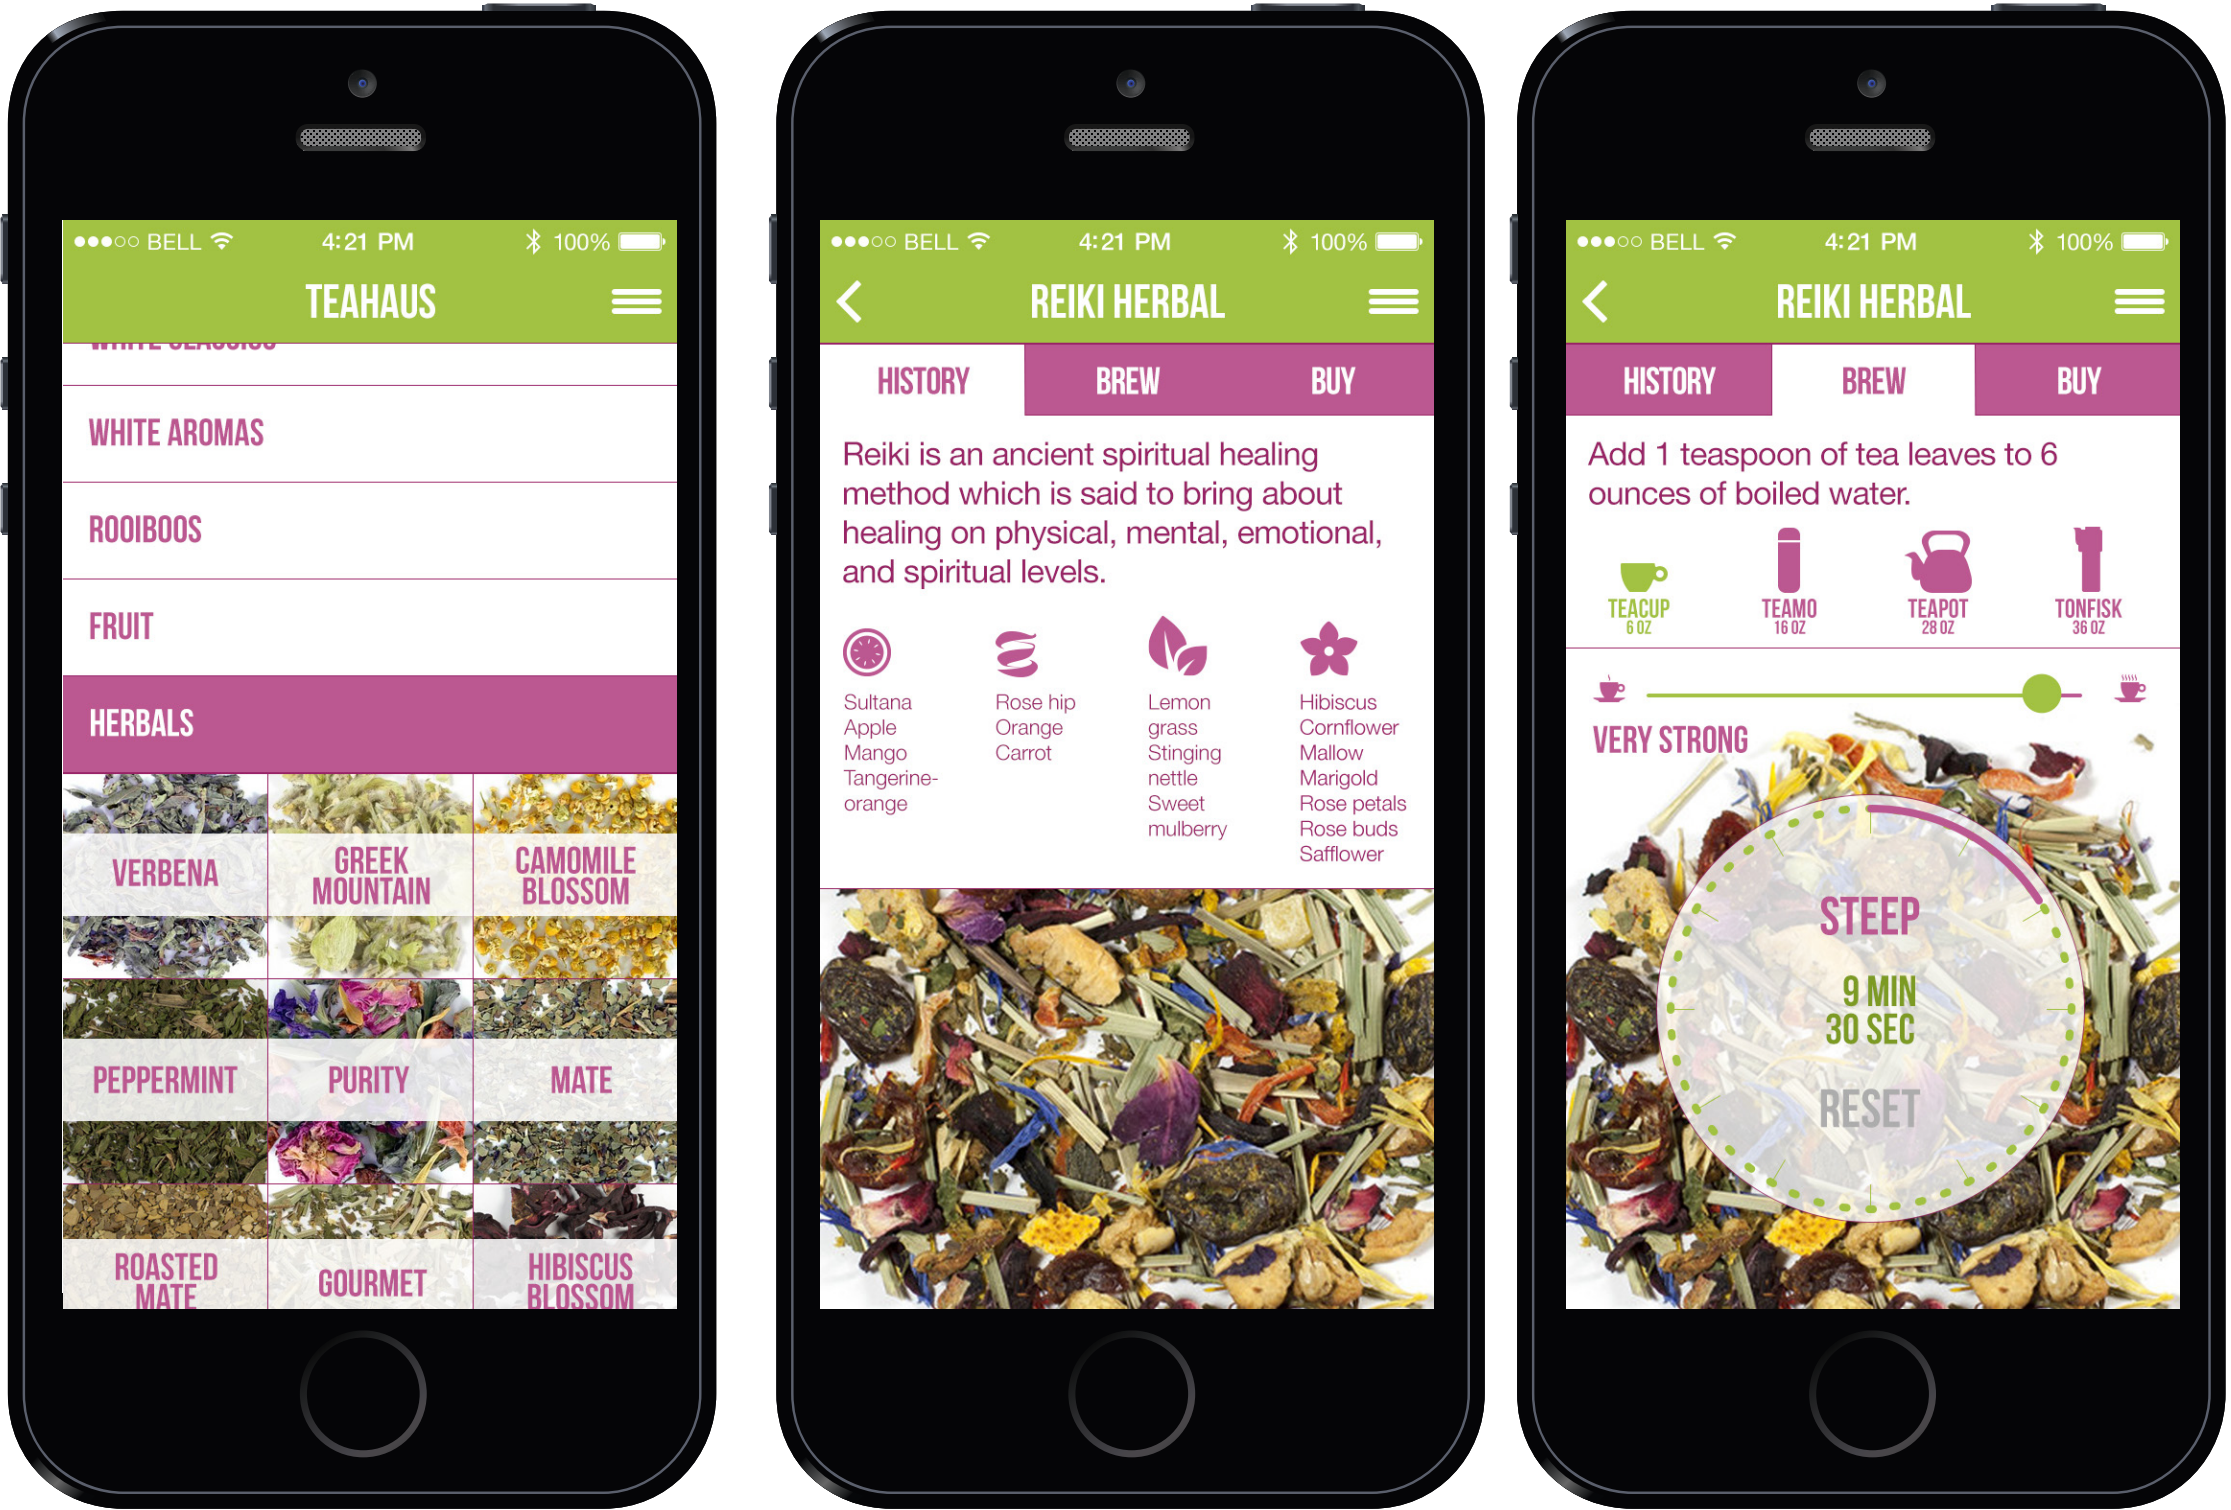 BELL 4:21 PM 100%
TEAHAUS
WHITE CLASSICS
WHITE AROMAS
ROOIBOOS
FRUIT
HERBALS
VERBENA
GREEK
MOUNTAIN
CAMOMILE
BLOSSOM
PEPPERMINT
PURITY
MATE
ROASTED
MATE
GOURMET
HIBISCUS
BLOSSOM
BELL 4:21 PM 100%
REIKI HERBAL
HISTORY BREW BUY
Reiki is an ancient spiritual healing
method which is said to bring about
healing on physical, mental, emotional,
and spiritual levels.
Sultana
Apple
Mango
Tangerine-
orange
Rose hip
Orange
Carrot
Lemon
grass
Stinging
nettle
Sweet
mulberry
Hibiscus
Cornflower
Mallow
Marigold
Rose petals
Rose buds
Safflower
BELL 4:21 PM 100%
REIKI HERBAL
HISTORY BREW BUY
Add 1 teaspoon of tea leaves to 6
ounces of boiled water.
TEACUP
6 OZ
TEAMO
16 OZ
TEAPOT
28 OZ
TONFISK
36 OZ
VERY STRONG
STEEP
9 MIN
30 SEC
RESET